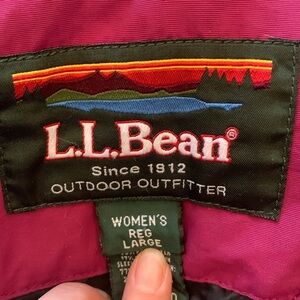 L.L.Bean®
Since 1912
OUTDOOR OUTFITTER
WOMEN'S
REG
LARGE